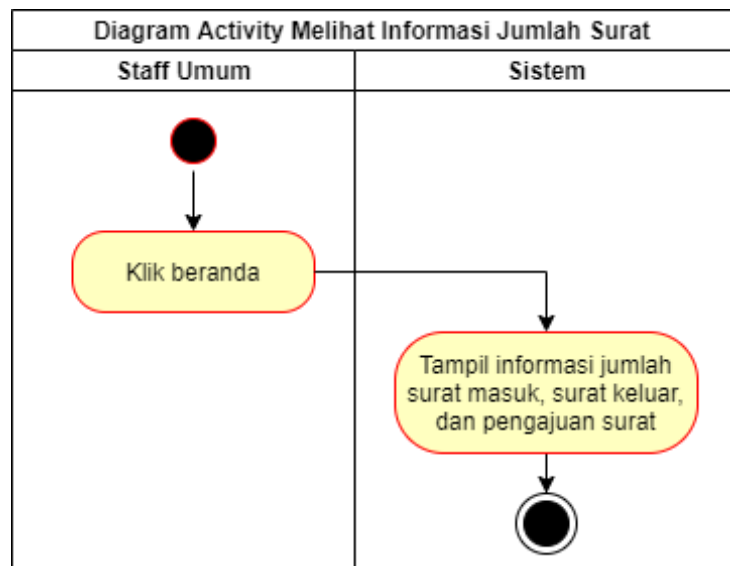 Diagram Activity Melihat Informasi Jumlah Surat
Staff Umum
Sistem
Klik beranda
Tampil informasi jumlah
surat masuk, surat keluar,
dan pengajuan surat